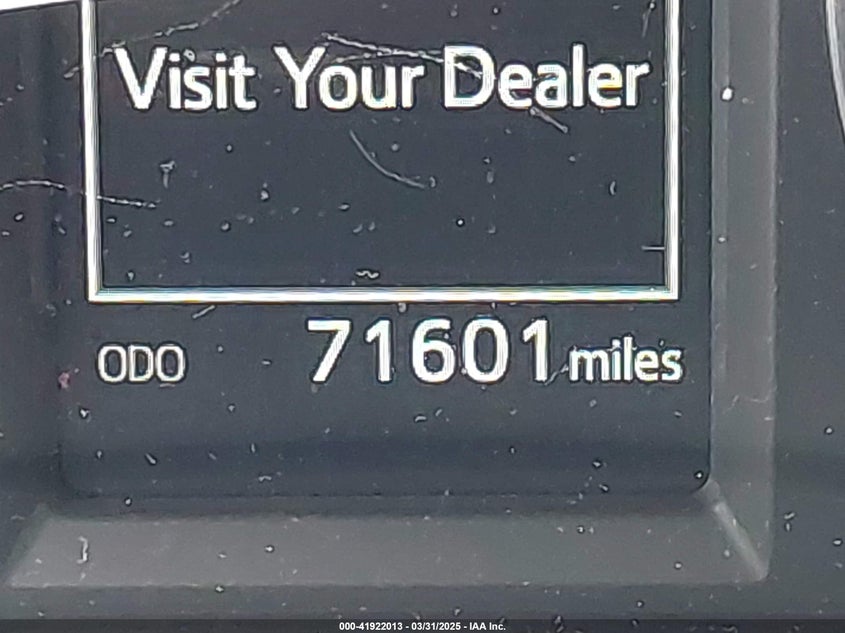 Visit Your Dealer
ODO 71601 miles
000-41922013 - 03/31/2025 - IAA Inc.